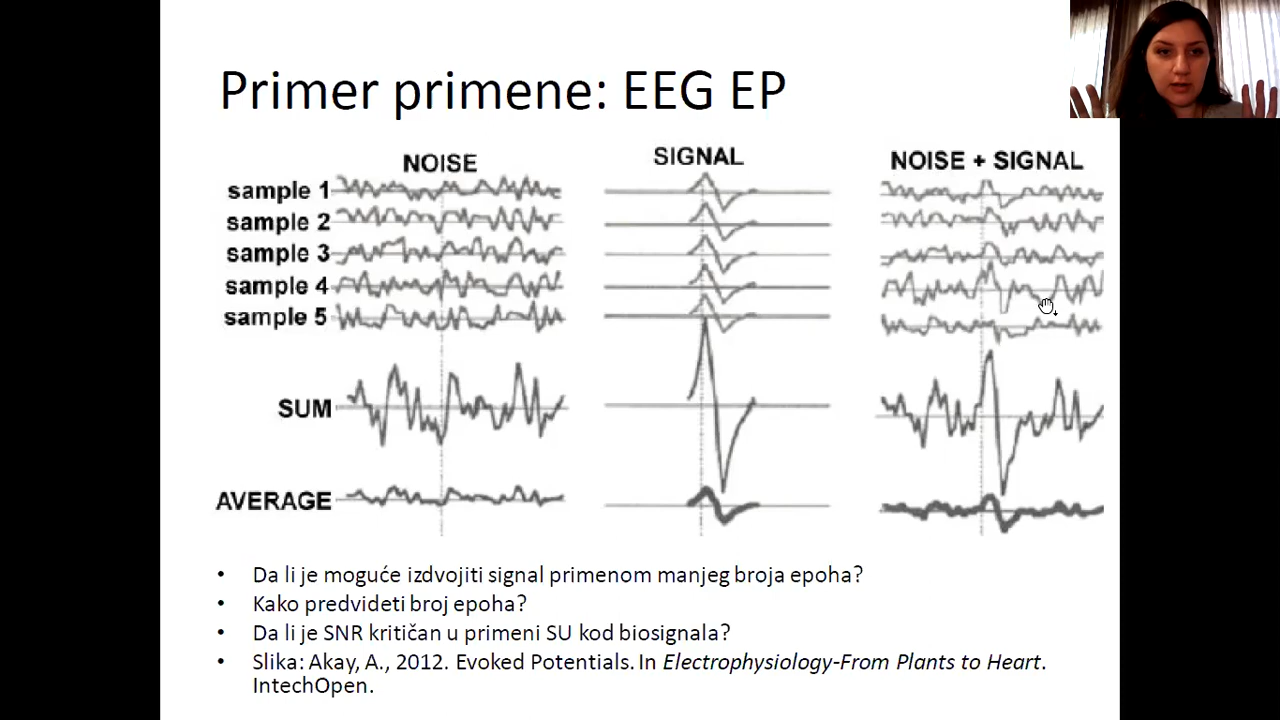 Primer primene: EEG EP
NOISE
SIGNAL
NOISE + SIGNAL
sample 1
sample 2
sample 3
sample 4
sample 5
SUM
AVERAGE
• Da li je moguće izdvojiti signal primenom manjeg broja epoha?
• Kako predvideti broj epoha?
• Da li je SNR kritičan u primeni SU kod biosignala?
• Slika: Akay, A., 2012. Evoked Potentials. In Electrophysiology-From Plants to Heart.
IntechOpen.